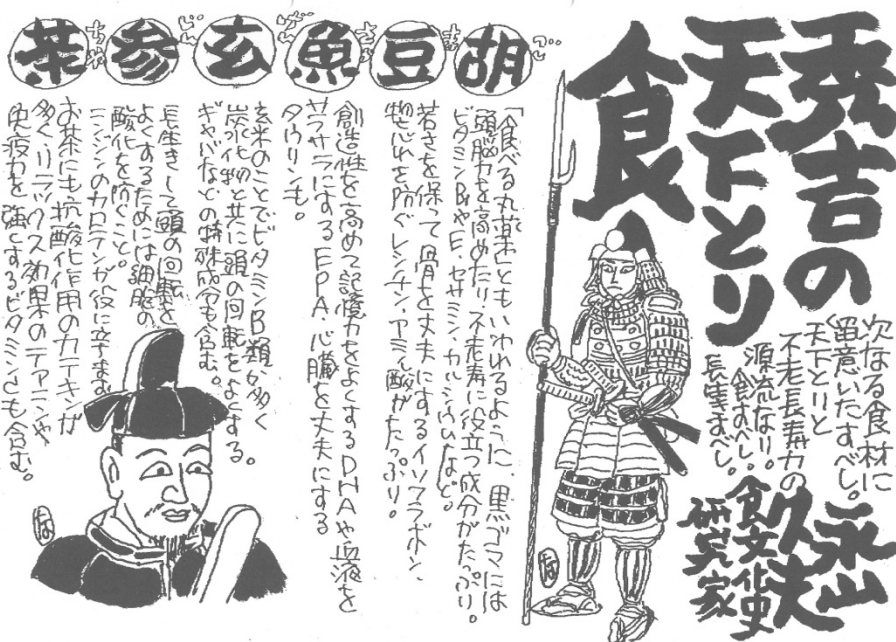 秀吉の
天下とり
食
次なる食材に
留意いたすべし。
天下とりと
不老長寿力の
源流なり。
食すべし。
長生すべし。
永山
久夫
食文化史
研究家
胡
ご
「食べる丸薬」ともいわれるように、黒ゴマには
頭脳力を高めたり、不老長寿に役立つ成分がたっぷり。
ビタミンB₁やE、セサミン、カルシウムなど。
豆
まめ
若さを保って骨を丈夫にするイソフラボン、
物忘れを防ぐレシチン、アミノ酸がたっぷり。
魚
さかな
創造性を高めて記憶力をよくするDHAや血液を
サラサラにするEPA、心臓を丈夫にする
タウリンも。
玄
げん
玄米のことでビタミンB類が多く
炭水化物と共に頭の回転をよくする。
ギャバなどの特殊成分も含む。
参
じん
長生きして頭の回転を
よくするためには細胞の
酸化を防ぐこと。
ニンジンのカロテンが役に立ちます
茶
ちゃ
お茶にも抗酸化作用のカテキンが
多く、リラックス効果のテアニンや
免疫力を強くするビタミンCも含む。